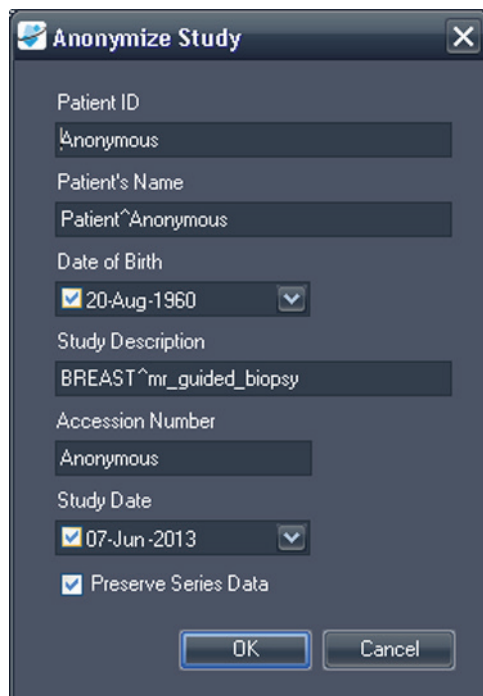 Anonymize Study
Patient ID
Anonymous
Patient's Name
Patient^Anonymous
Date of Birth
20-Aug-1960
Study Description
BREAST^mr_guided_biopsy
Accession Number
Anonymous
Study Date
07-Jun-2013
Preserve Series Data
OK Cancel